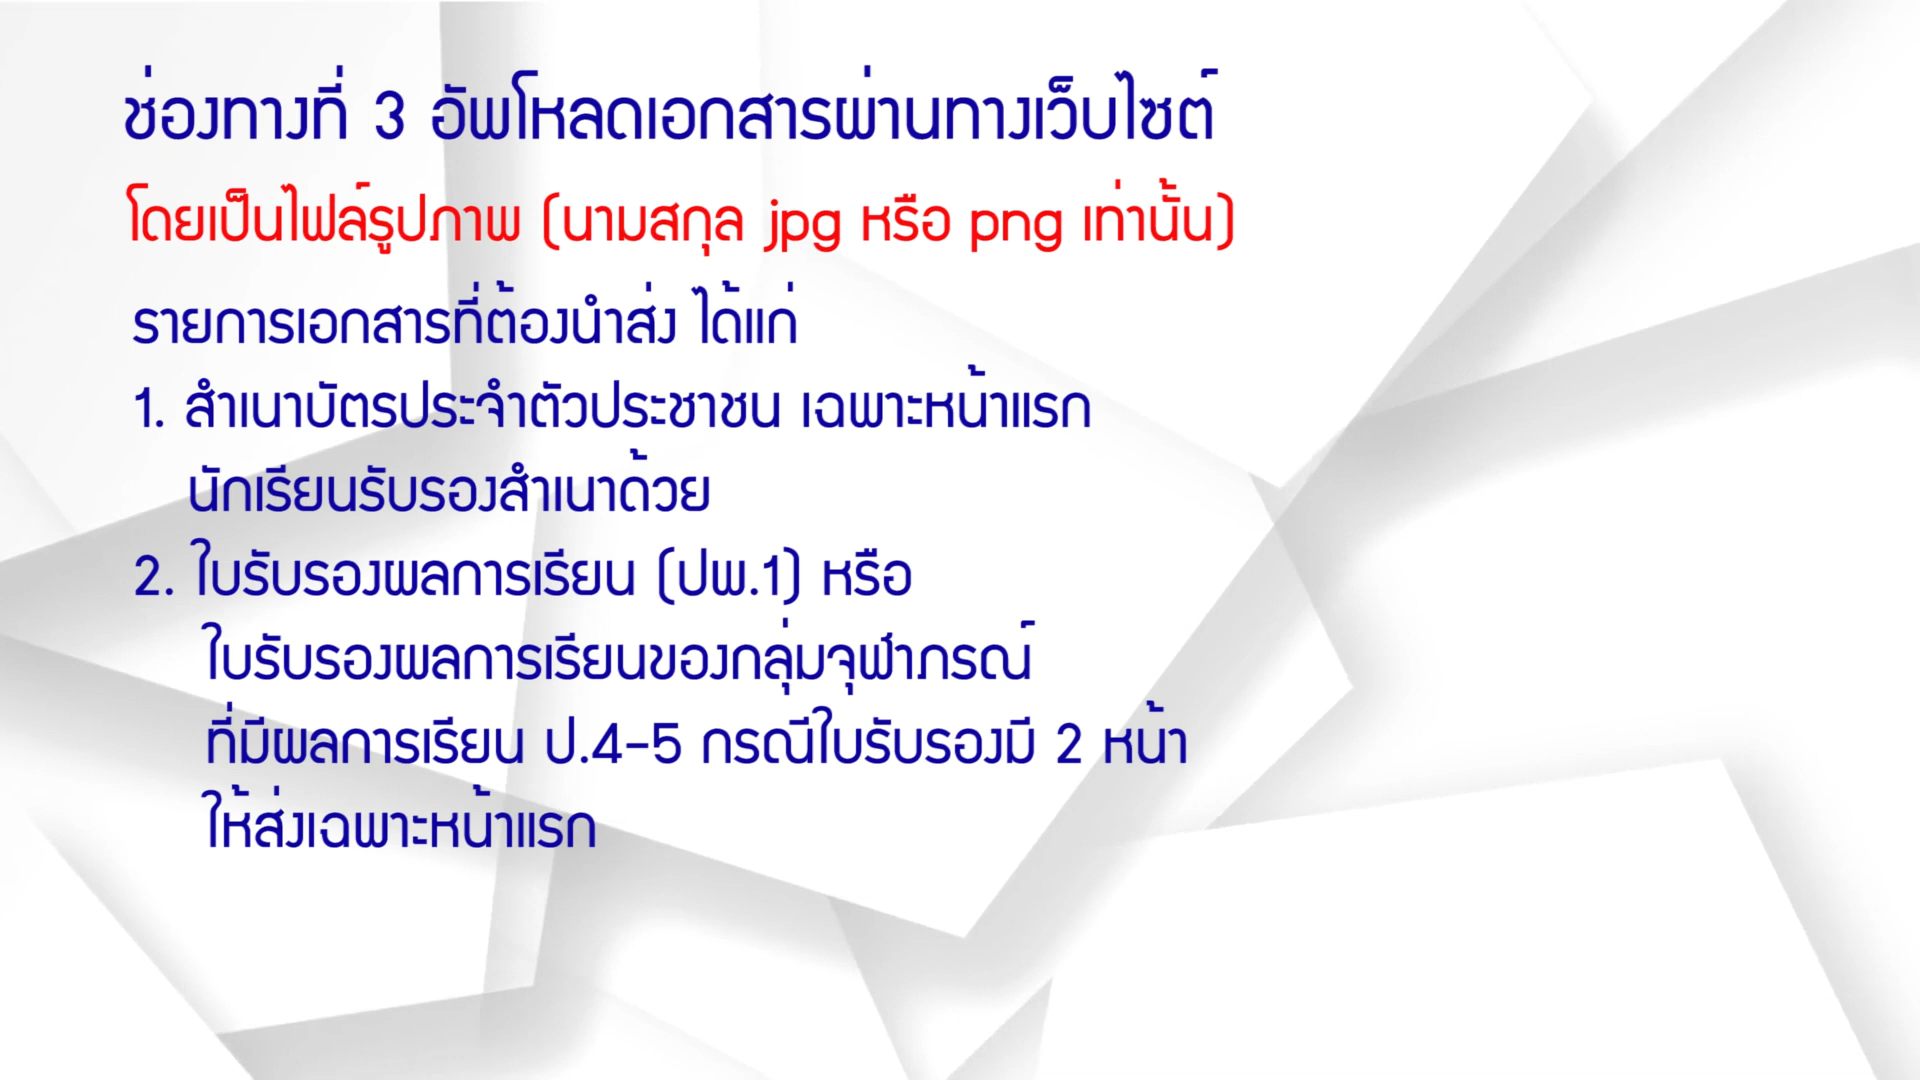 ช่องทางที่ 3 อัพโหลดเอกสารผ่านทางเว็บไซต์
โดยเป็นไฟล์รูปภาพ (นามสกุล jpg หรือ png เท่านั้น)
รายการเอกสารที่ต้องนำส่ง ได้แก่
1. สำเนาบัตรประจำตัวประชาชน เฉพาะหน้าแรก
นักเรียนรับรองสำเนาด้วย
2. ใบรับรองผลการเรียน (ปพ.1) หรือ
ใบรับรองผลการเรียนของกลุ่มจุฬาภรณ์
ที่มีผลการเรียน ป.4-5 กรณีใบรับรองมี 2 หน้า
ให้ส่งเฉพาะหน้าแรก